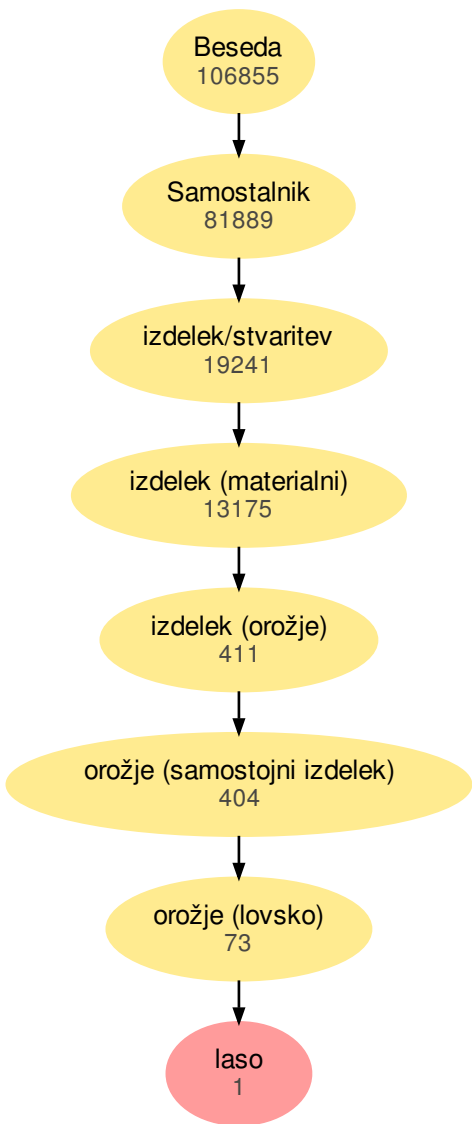 Beseda
106855
Samostalnik
81889
izdelek/stvaritev
19241
izdelek (materialni)
13175
izdelek (orožje)
411
orožje (samostojni izdelek)
404
orožje (lovsko)
73
laso
1